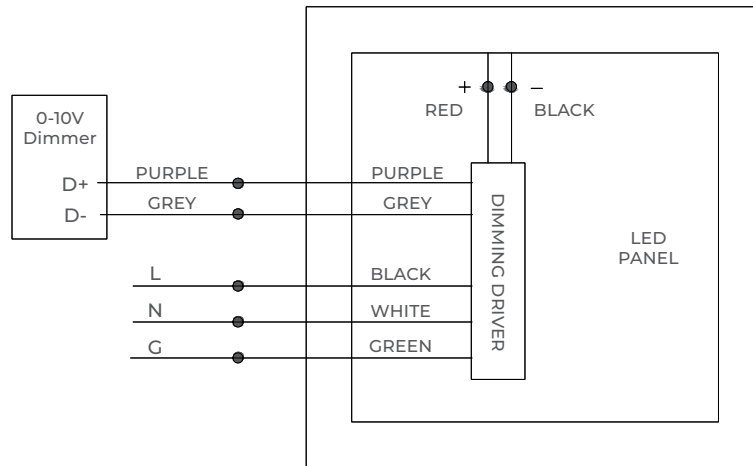 +
–
RED
BLACK
0-10V
Dimmer
D+
PURPLE
PURPLE
D-
GREY
GREY
DIMMING DRIVER
LED
PANEL
L
BLACK
N
WHITE
G
GREEN